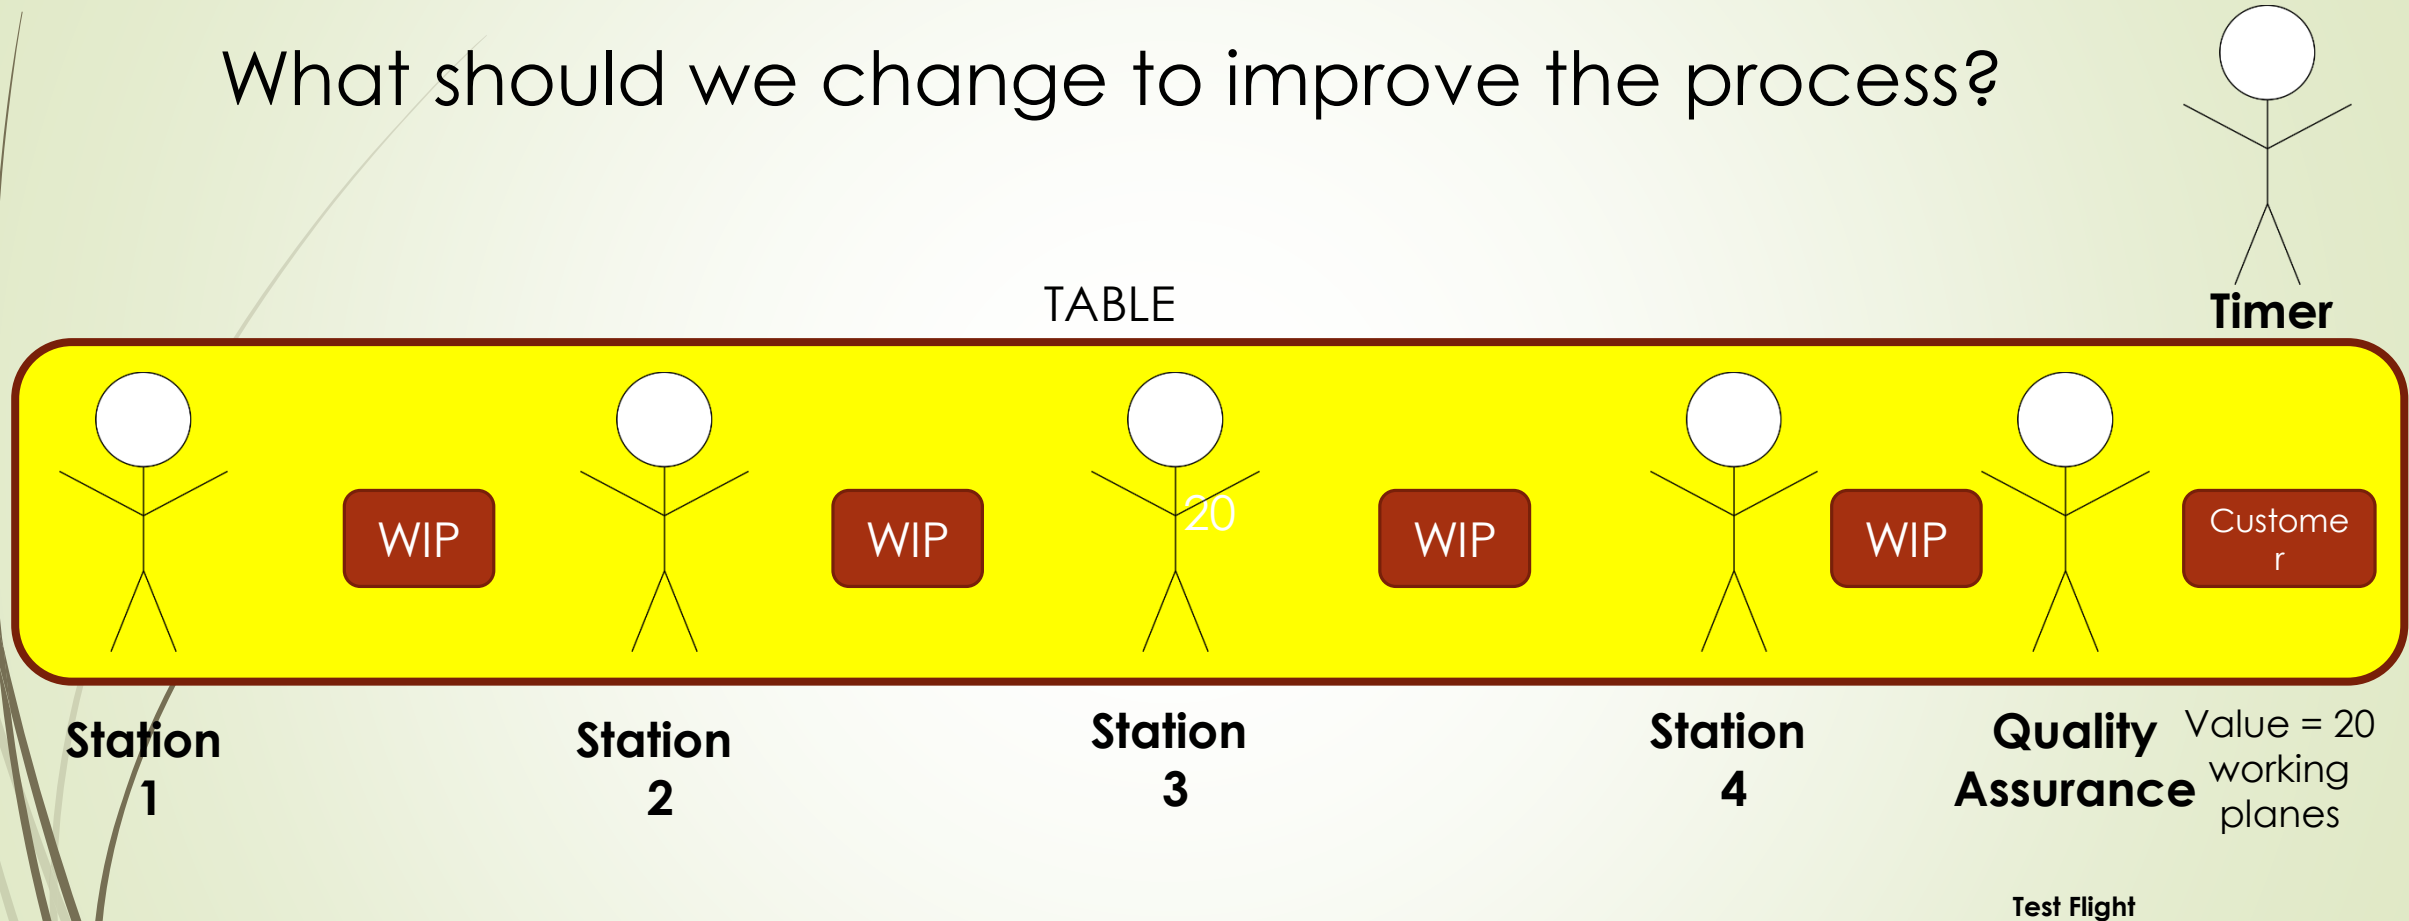 What should we change to improve the process?
Timer
TABLE
WIP
WIP
20
WIP
WIP
Custome
r
Station
1
Station
2
Station
3
Station
4
Quality
Assurance
Value = 20
working
planes
Test Flight